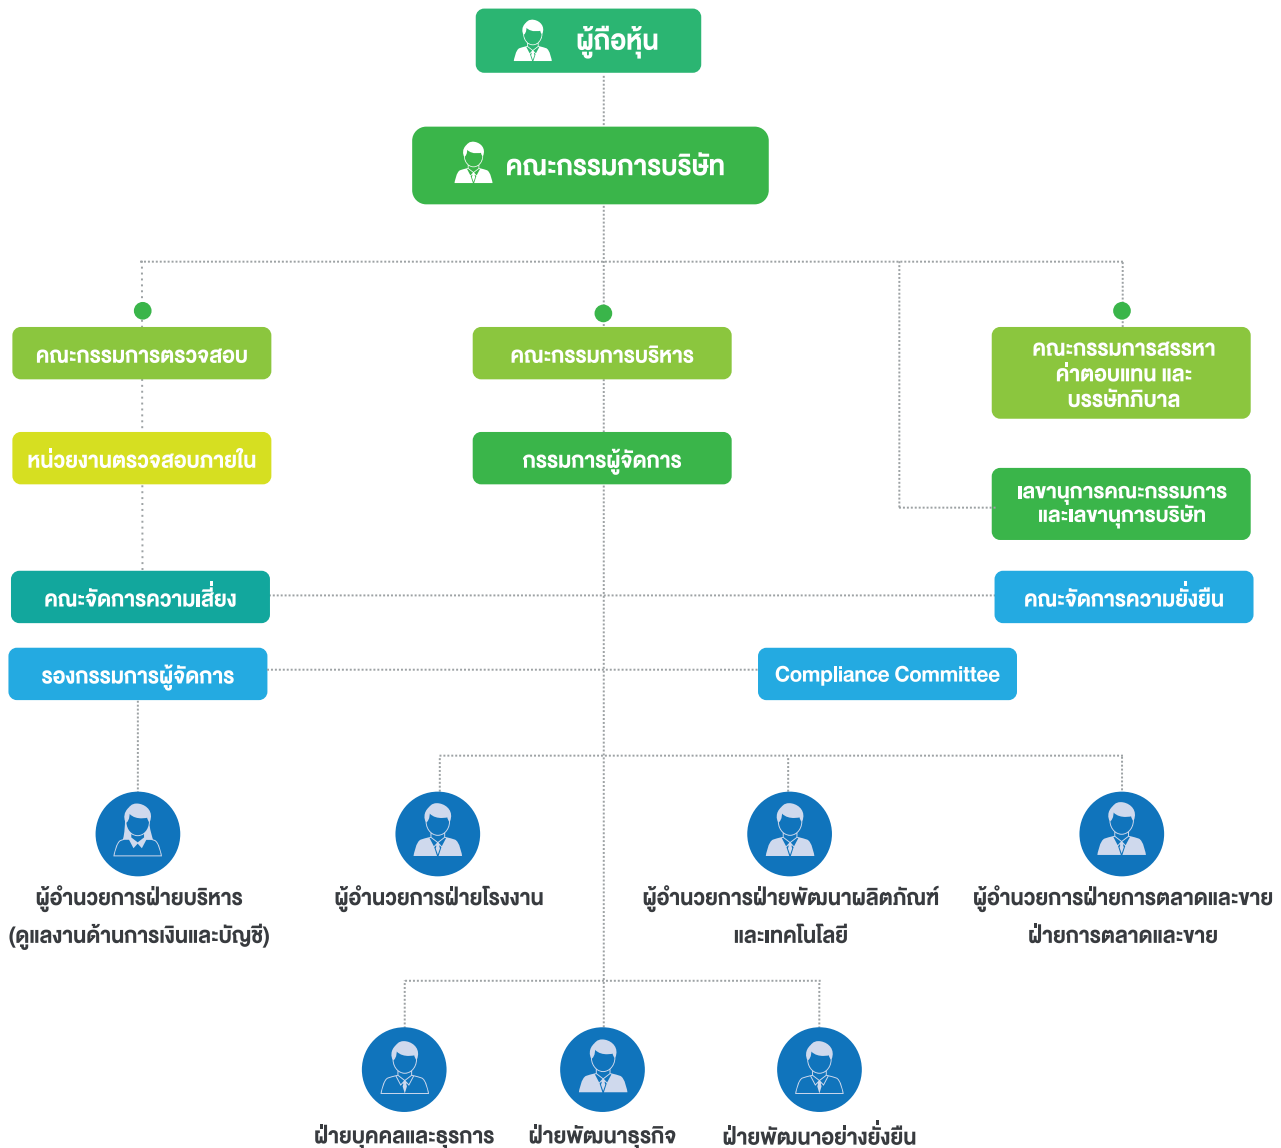 ผู้ถือหุ้น
คณะกรรมการบริษัท
คณะกรรมการตรวจสอบ
คณะกรรมการบริหาร
คณะกรรมการสรรหา
ค่าตอบแทน และ
บรรษัทภิบาล
หน่วยงานตรวจสอบภายใน
กรรมการผู้จัดการ
เลขานุการคณะกรรมการ
และเลขานุการบริษัท
คณะจัดการความเสี่ยง
คณะจัดการความยั่งยืน
รองกรรมการผู้จัดการ
Compliance Committee
ผู้อำนวยการฝ่ายบริหาร
(ดูแลงานด้านการเงินและบัญชี)
ผู้อำนวยการฝ่ายโรงงาน
ผู้อำนวยการฝ่ายพัฒนาผลิตภัณฑ์
และเทคโนโลยี
ผู้อำนวยการฝ่ายการตลาดและขาย
ฝ่ายการตลาดและขาย
ฝ่ายบุคคลและธุรการ
ฝ่ายพัฒนาธุรกิจ
ฝ่ายพัฒนาอย่างยั่งยืน